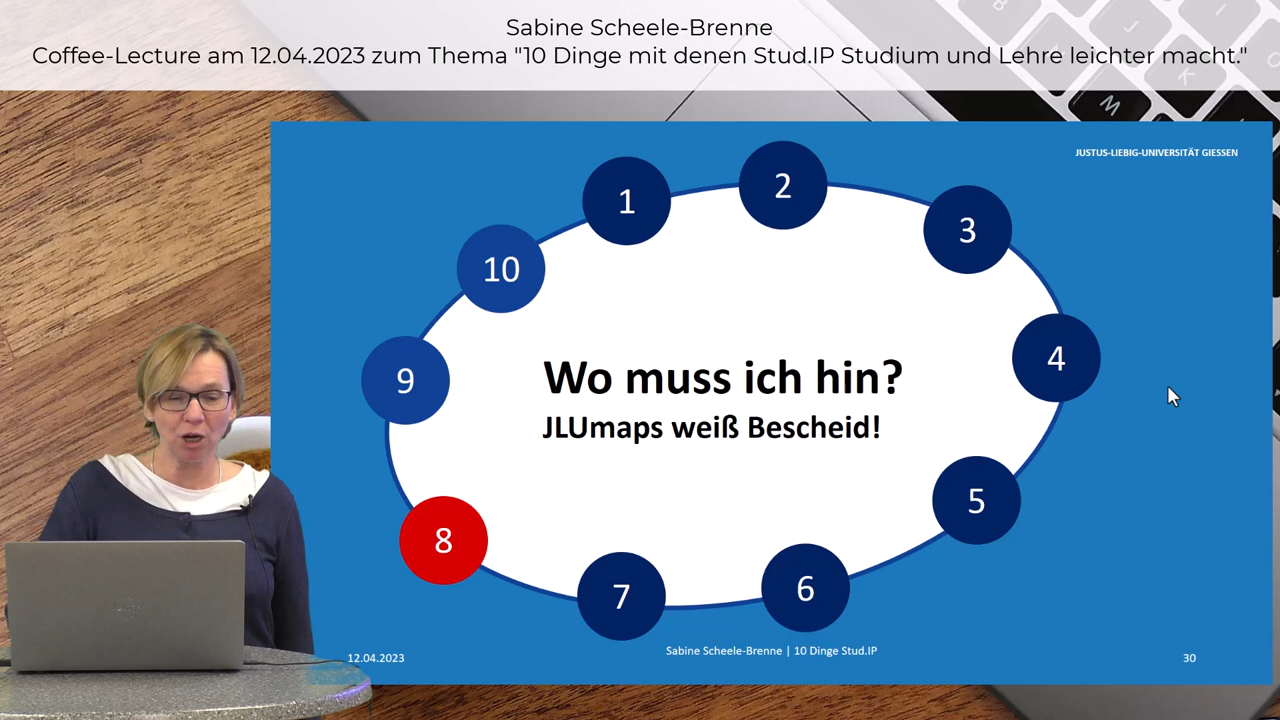 Sabine Scheele-Brenne
Coffee-Lecture am 12.04.2023 zum Thema "10 Dinge mit denen Stud.IP Studium und Lehre leichter macht."
JUSTUS-LIEBIG-UNIVERSITÄT GIESSEN
1
2
3
4
5
6
7
8
9
10
Wo muss ich hin?
JLUmaps weiß Bescheid!
12.04.2023
Sabine Scheele-Brenne | 10 Dinge Stud.IP
30
B
J
K
M